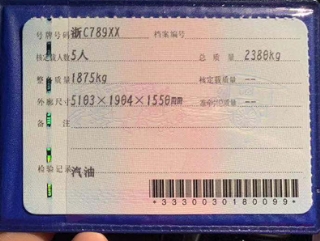 号牌号码 浙C789XX 档案编号
核定载人数 5人 总质量 2380kg
整备质量 1875kg 核定载质量 --
外廓尺寸 5103×1904×1550mm 准牵引总质量 --
备注
检验记录 汽油
*3330030180099*